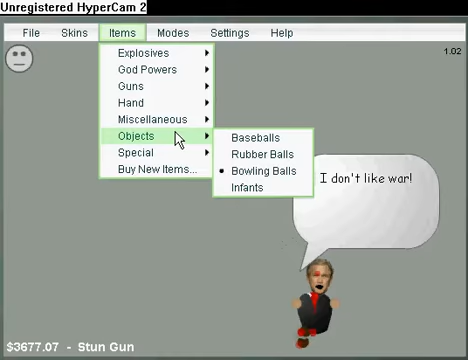 Unregistered HyperCam 2
File Skins Items Modes Settings Help
1.02
Explosives
God Powers
Guns
Hand
Miscellaneous
Objects
Special
Buy New Items...
Baseballs
Rubber Balls
Bowling Balls
Infants
I don't like war!
$3677.07 - Stun Gun